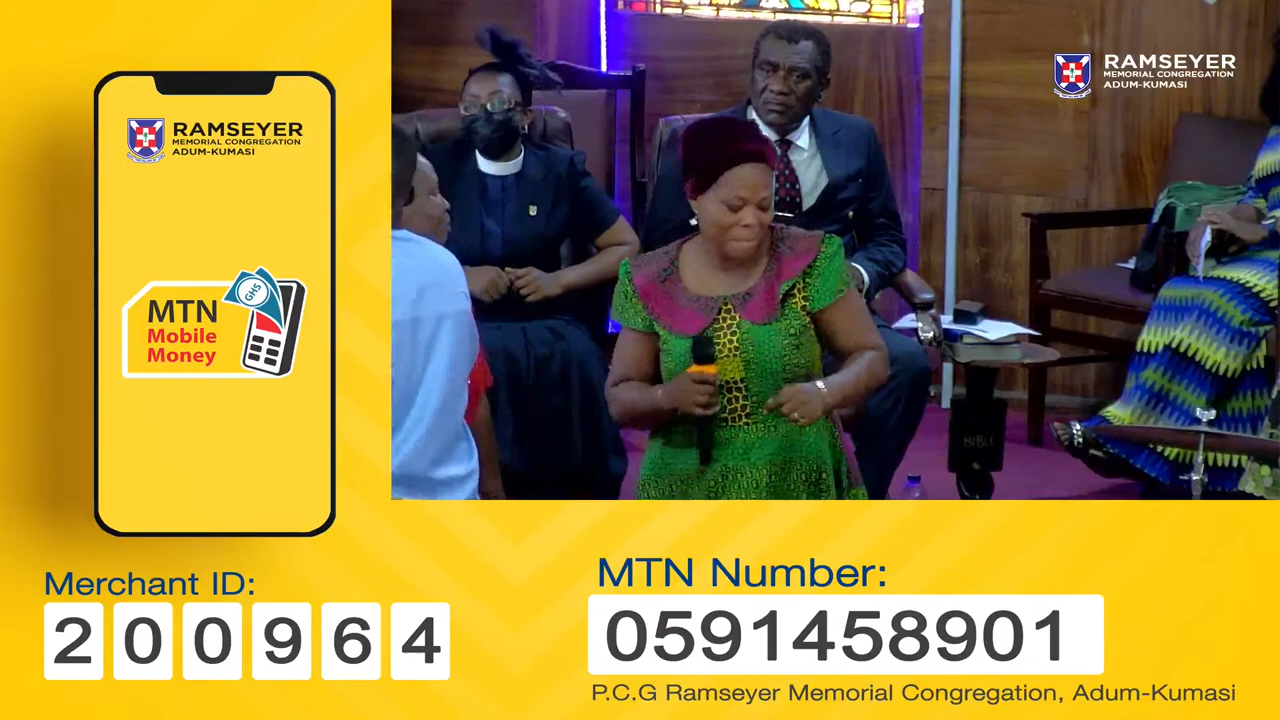 RAMSEYER
MEMORIAL CONGREGATION
ADUM-KUMASI
MTN
Mobile
Money
GHS
RAMSEYER
MEMORIAL CONGREGATION
ADUM-KUMASI
BIBLE
Merchant ID:
200964
MTN Number:
0591458901
P.C.G Ramseyer Memorial Congregation, Adum-Kumasi